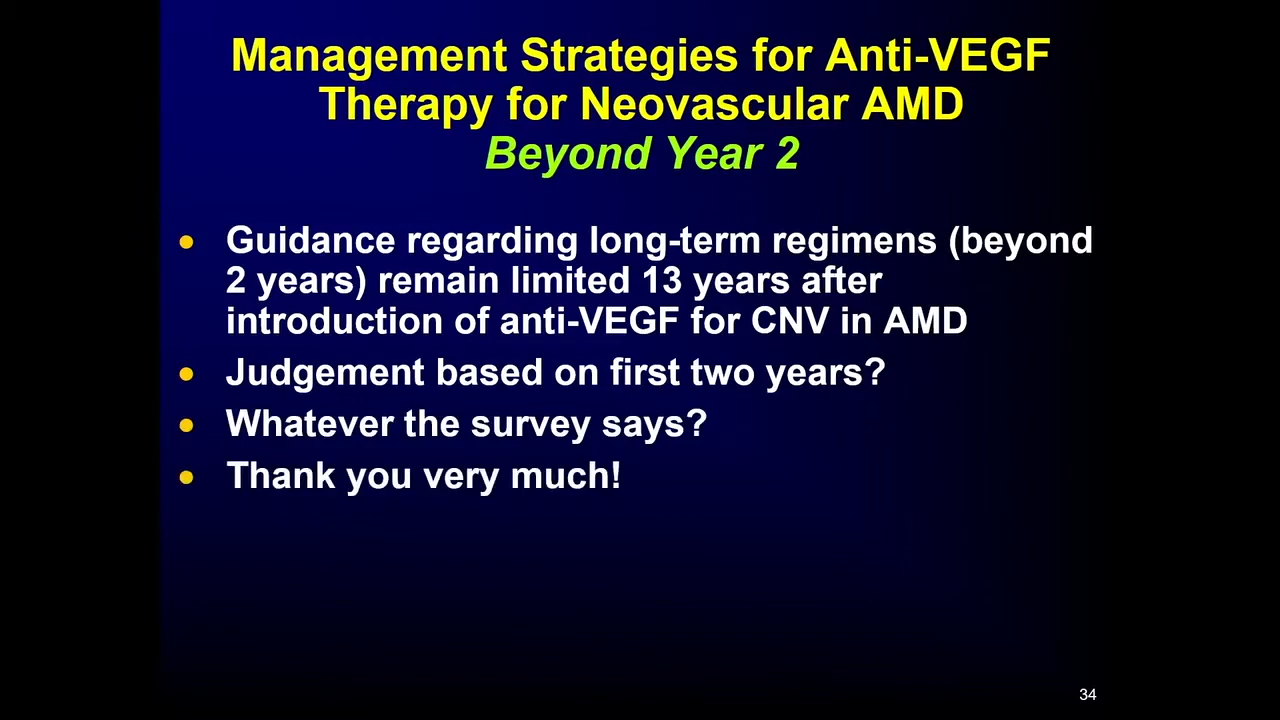 Management Strategies for Anti-VEGF
Therapy for Neovascular AMD
Beyond Year 2
• Guidance regarding long-term regimens (beyond
2 years) remain limited 13 years after
introduction of anti-VEGF for CNV in AMD
• Judgement based on first two years?
• Whatever the survey says?
• Thank you very much!
34